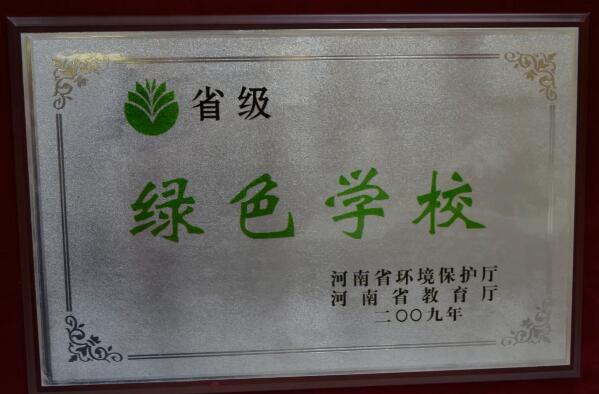 省级
绿色学校
河南省环境保护厅
河南省教育厅
二〇〇九年